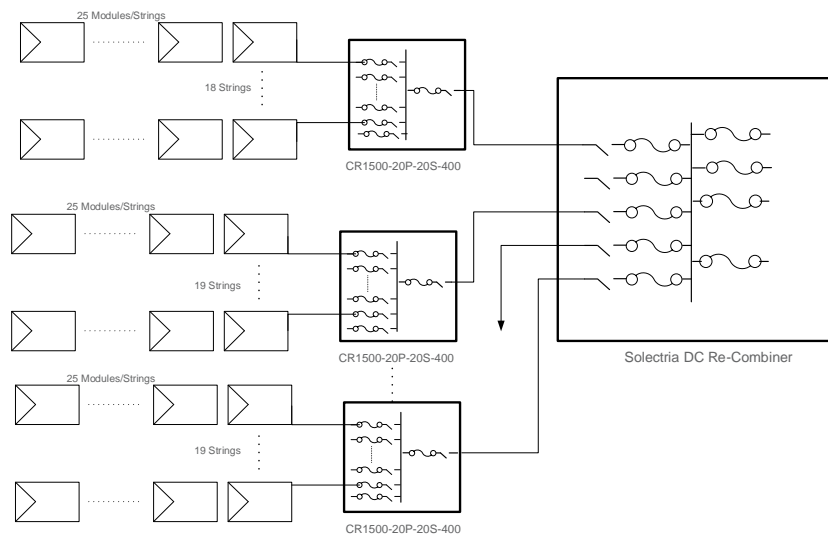 25 Modules/Strings
18 Strings
CR1500-20P-20S-400
25 Modules/Strings
19 Strings
CR1500-20P-20S-400
Solectria DC Re-Combiner
25 Modules/Strings
19 Strings
CR1500-20P-20S-400